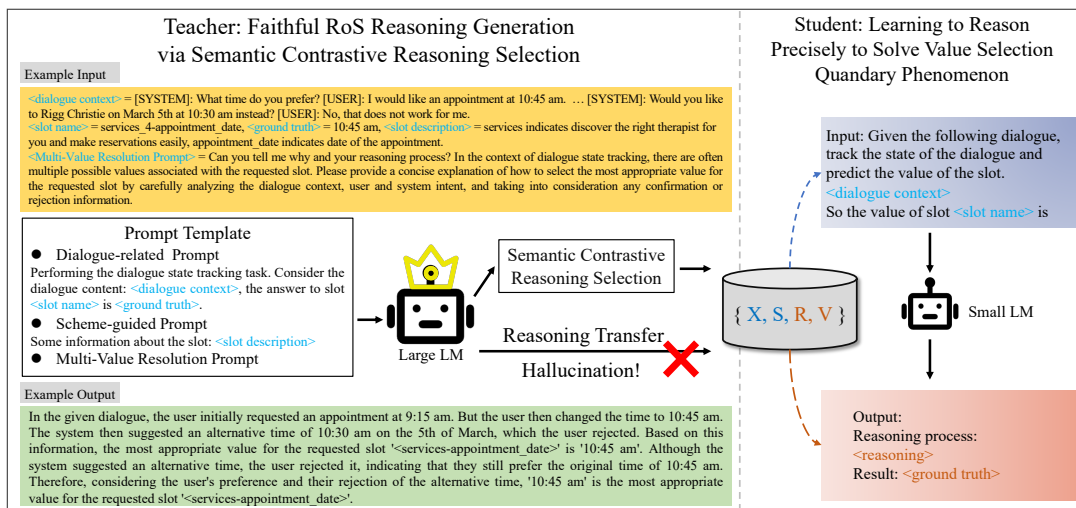 Teacher: Faithful RoS Reasoning Generation
via Semantic Contrastive Reasoning Selection
Student: Learning to Reason
Precisely to Solve Value Selection
Quandary Phenomenon
Example Input
<dialogue context> = [SYSTEM]: What time do you prefer? [USER]: I would like an appointment at 10:45 am. … [SYSTEM]: Would you like
to Rigg Christie on March 5th at 10:30 am instead? [USER]: No, that does not work for me.
<slot name> = services_4-appointment_date, <ground truth> = 10:45 am, <slot description> = services indicates discover the right therapist for
you and make reservations easily, appointment_date indicates date of the appointment.
<Multi-Value Resolution Prompt> = Can you tell me why and your reasoning process? In the context of dialogue state tracking, there are often
multiple possible values associated with the requested slot. Please provide a concise explanation of how to select the most appropriate value for
the requested slot by carefully analyzing the dialogue context, user and system intent, and taking into consideration any confirmation or
rejection information.
Prompt Template
● Dialogue-related Prompt
Performing the dialogue state tracking task. Consider the
dialogue content: <dialogue context>, the answer to slot
<slot name> is <ground truth>.
● Scheme-guided Prompt
Some information about the slot: <slot description>
● Multi-Value Resolution Prompt
Large LM
Semantic Contrastive
Reasoning Selection
Reasoning Transfer
Hallucination!
{ X, S, R, V }
Input: Given the following dialogue,
track the state of the dialogue and
predict the value of the slot.
<dialogue context>
So the value of slot <slot name> is
Small LM
Output:
Reasoning process:
<reasoning>
Result: <ground truth>
Example Output
In the given dialogue, the user initially requested an appointment at 9:15 am. But the user then changed the time to 10:45 am.
The system then suggested an alternative time of 10:30 am on the 5th of March, which the user rejected. Based on this
information, the most appropriate value for the requested slot '<services-appointment_date>' is '10:45 am'. Although the
system suggested an alternative time, the user rejected it, indicating that they still prefer the original time of 10:45 am.
Therefore, considering the user's preference and their rejection of the alternative time, '10:45 am' is the most appropriate
value for the requested slot '<services-appointment_date>'.